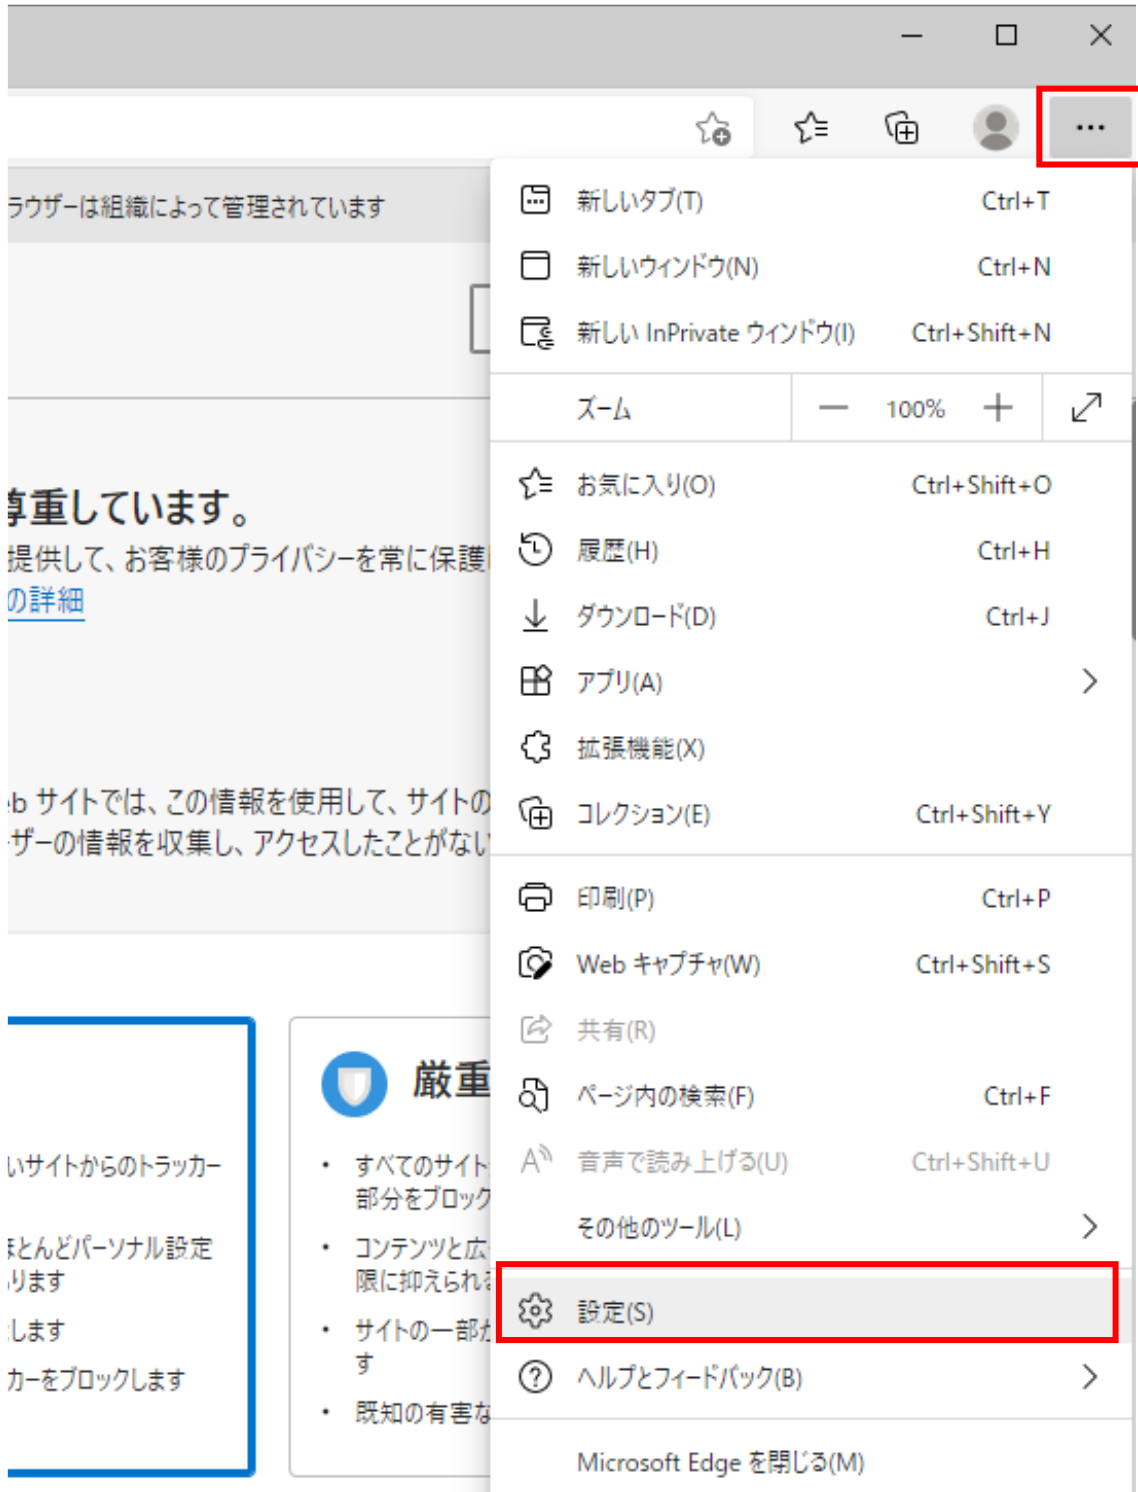 ラウザーは組織によって管理されています
尊重しています。
提供して、お客様のプライバシーを常に保護
の詳細
eb サイトでは、この情報を使用して、サイトの
ーザーの情報を収集し、アクセスしたことがない
いサイトからのトラッカー
ほとんどパーソナル設定
ります
します
カーをブロックします
厳重
• すべてのサイト
部分をブロック
• コンテンツと広
限に抑えられ
• サイトの一部が
す
• 既知の有害な
新しいタブ(T) Ctrl+T
新しいウィンドウ(N) Ctrl+N
新しい InPrivate ウィンドウ(I) Ctrl+Shift+N
ズーム — 100% +
お気に入り(O) Ctrl+Shift+O
履歴(H) Ctrl+H
ダウンロード(D) Ctrl+J
アプリ(A)
拡張機能(X)
コレクション(E) Ctrl+Shift+Y
印刷(P) Ctrl+P
Web キャプチャ(W) Ctrl+Shift+S
共有(R)
ページ内の検索(F) Ctrl+F
音声で読み上げる(U) Ctrl+Shift+U
その他のツール(L)
設定(S)
ヘルプとフィードバック(B)
Microsoft Edge を閉じる(M)